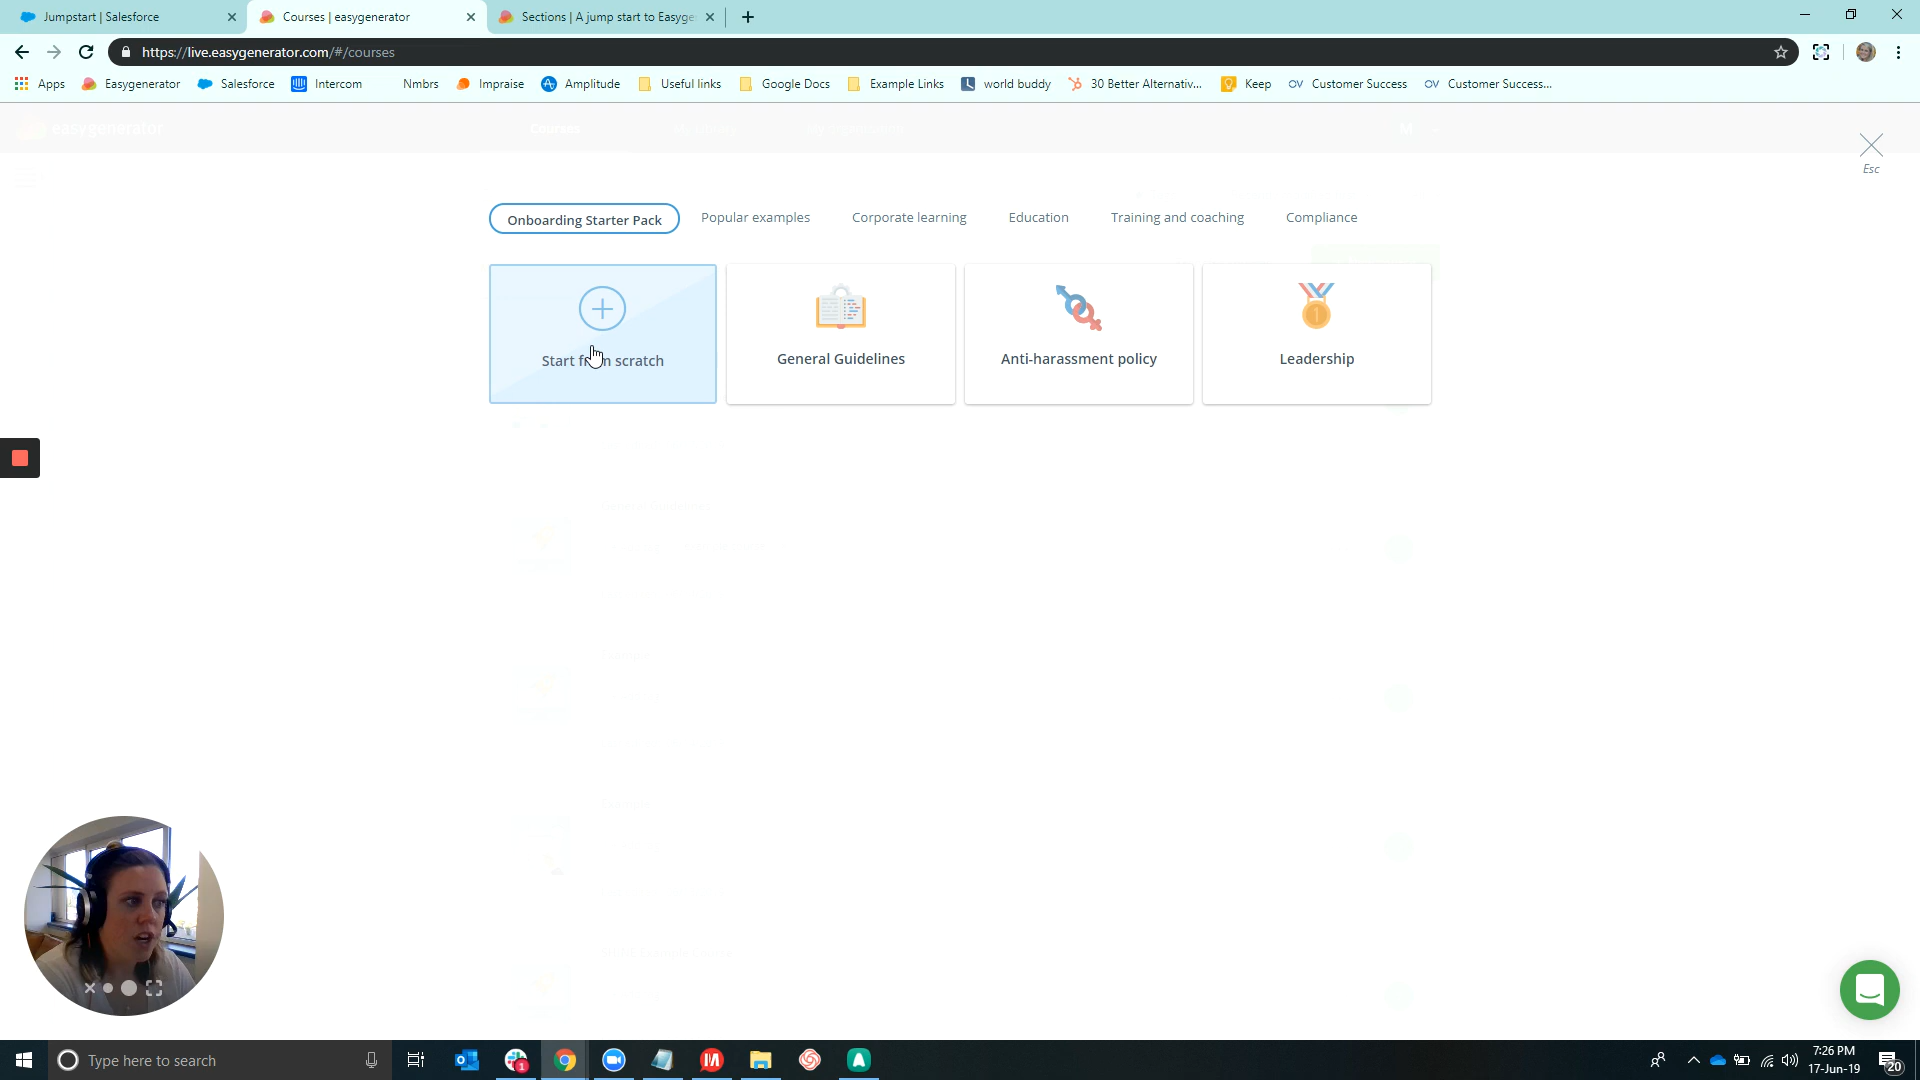 Jumpstart | Salesforce
Courses | easygenerator
Sections | A jump start to Easyge
https://live.easygenerator.com/#/courses
Apps
Easygenerator
Salesforce
Intercom
Nmbrs
Impraise
Amplitude
Useful links
Google Docs
Example Links
world buddy
30 Better Alternativ...
Keep
Customer Success
Customer Success...
easygenerator
Courses
Esc
Onboarding Starter Pack
Popular examples
Corporate learning
Education
Training and coaching
Compliance
Start from scratch
General Guidelines
Anti-harassment policy
Leadership
Type here to search
1
7:26 PM
17-Jun-19
20